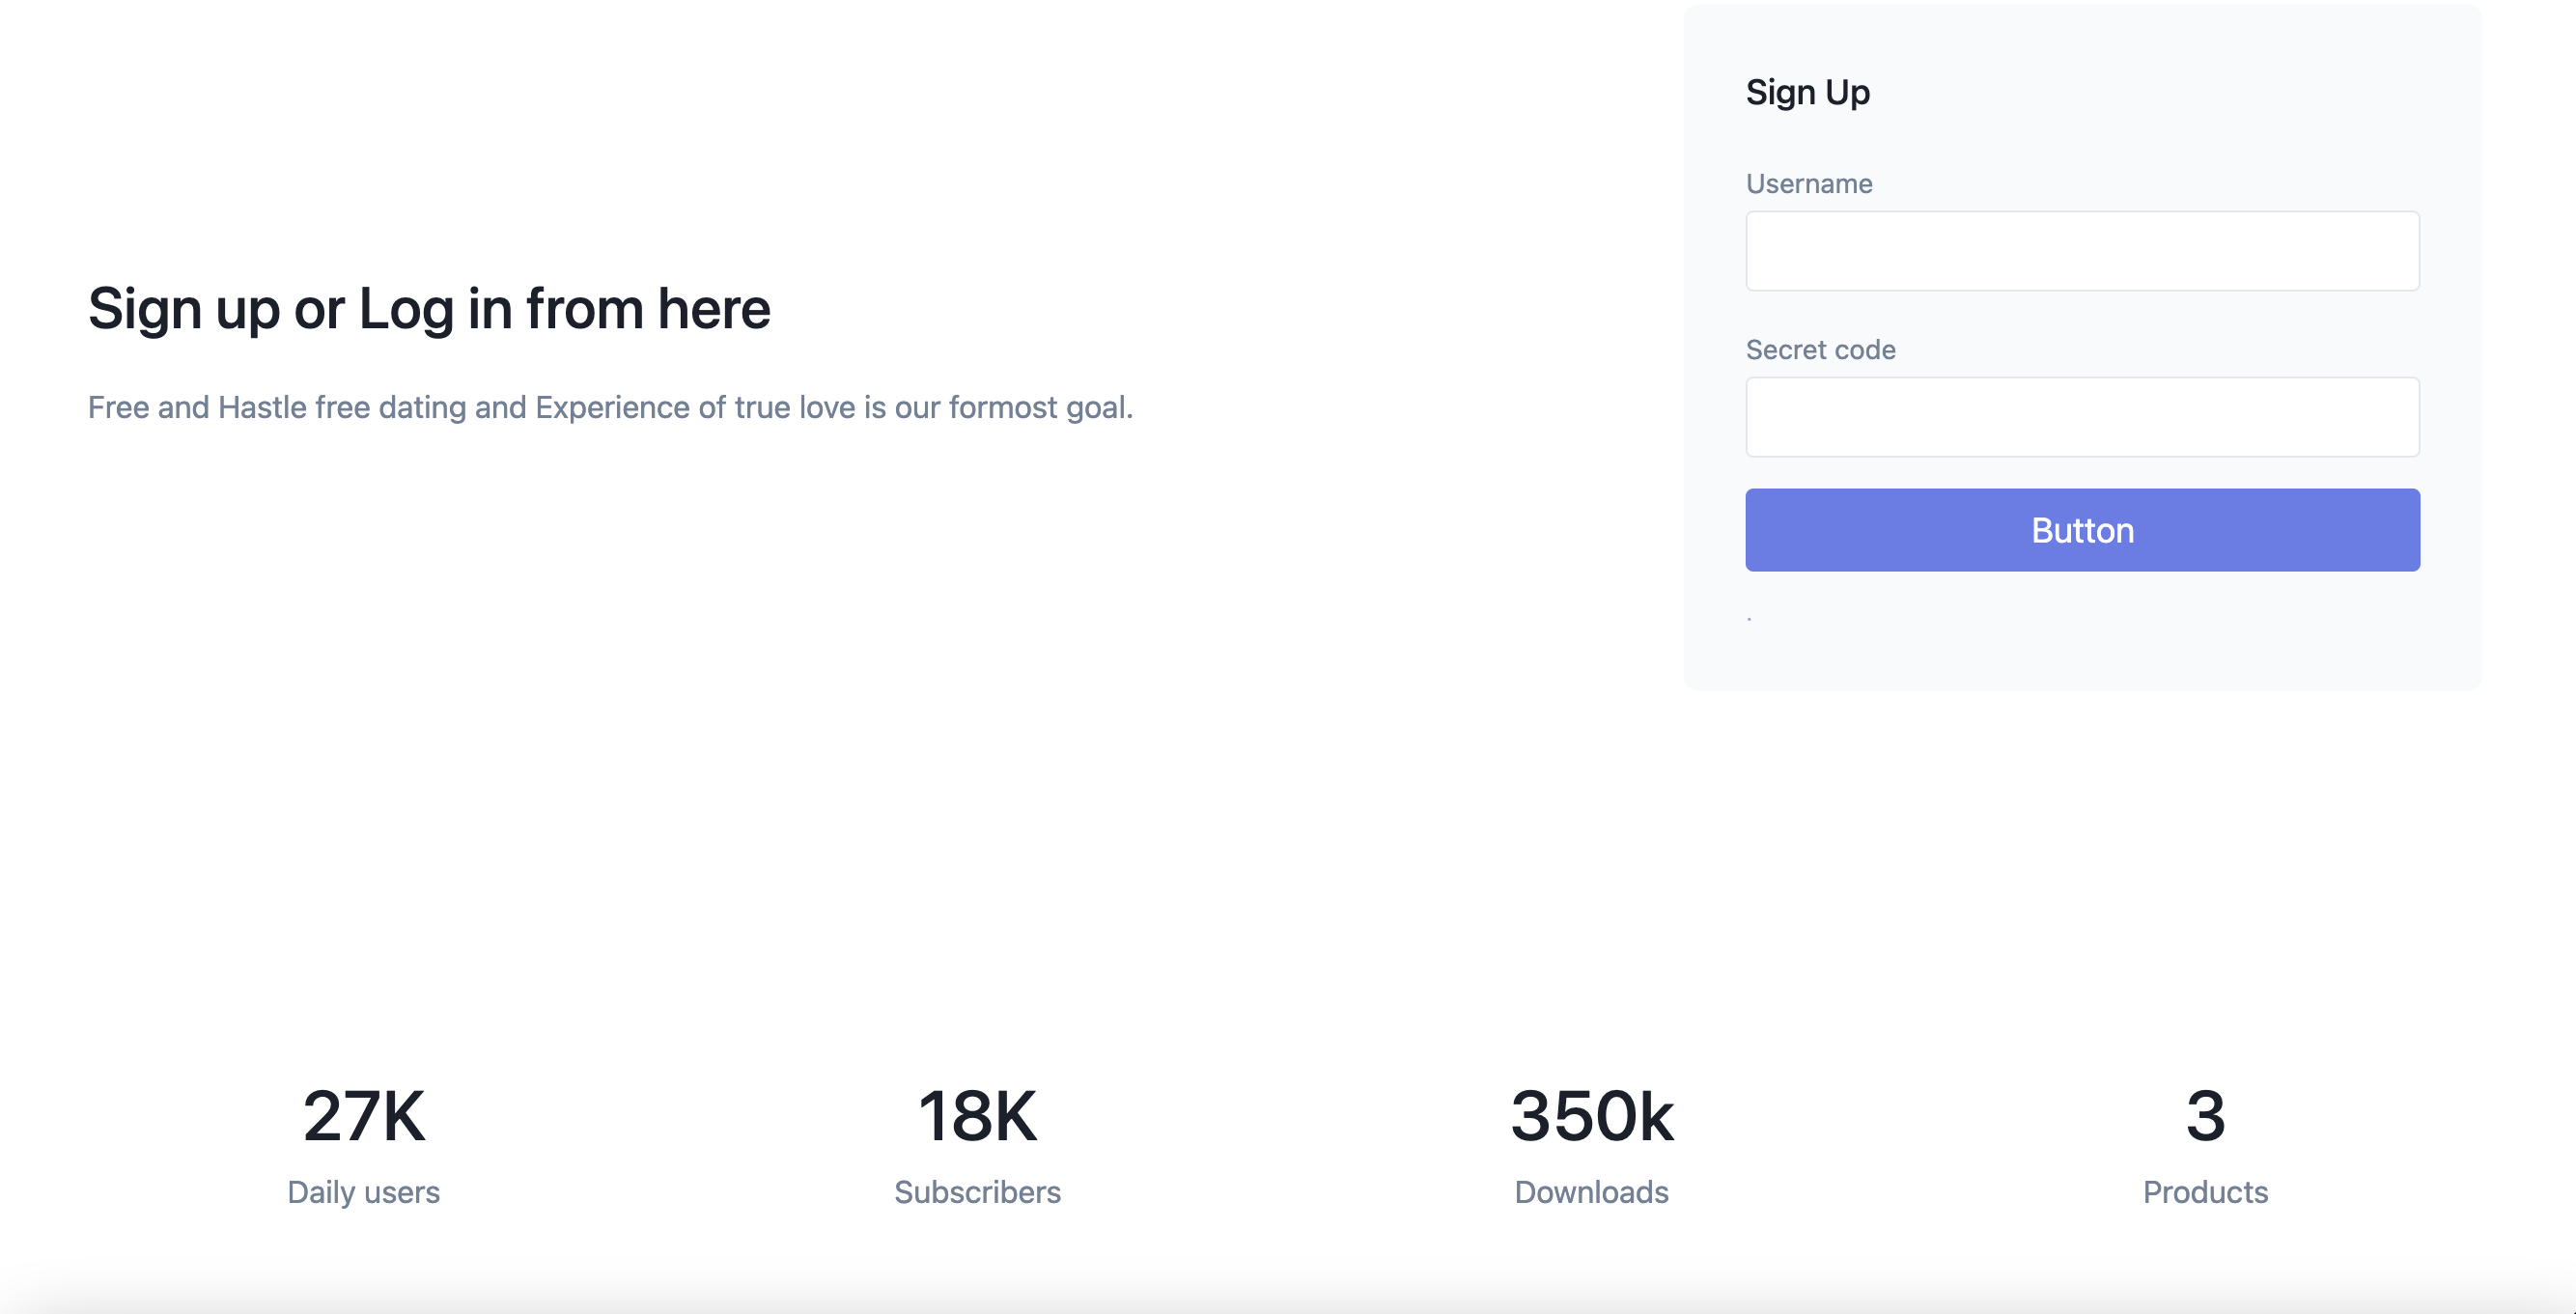 Sign up or Log in from here
Free and Hastle free dating and Experience of true love is our formost goal.
Sign Up
Username
Secret code
Button
.
27K
Daily users
18K
Subscribers
350k
Downloads
3
Products